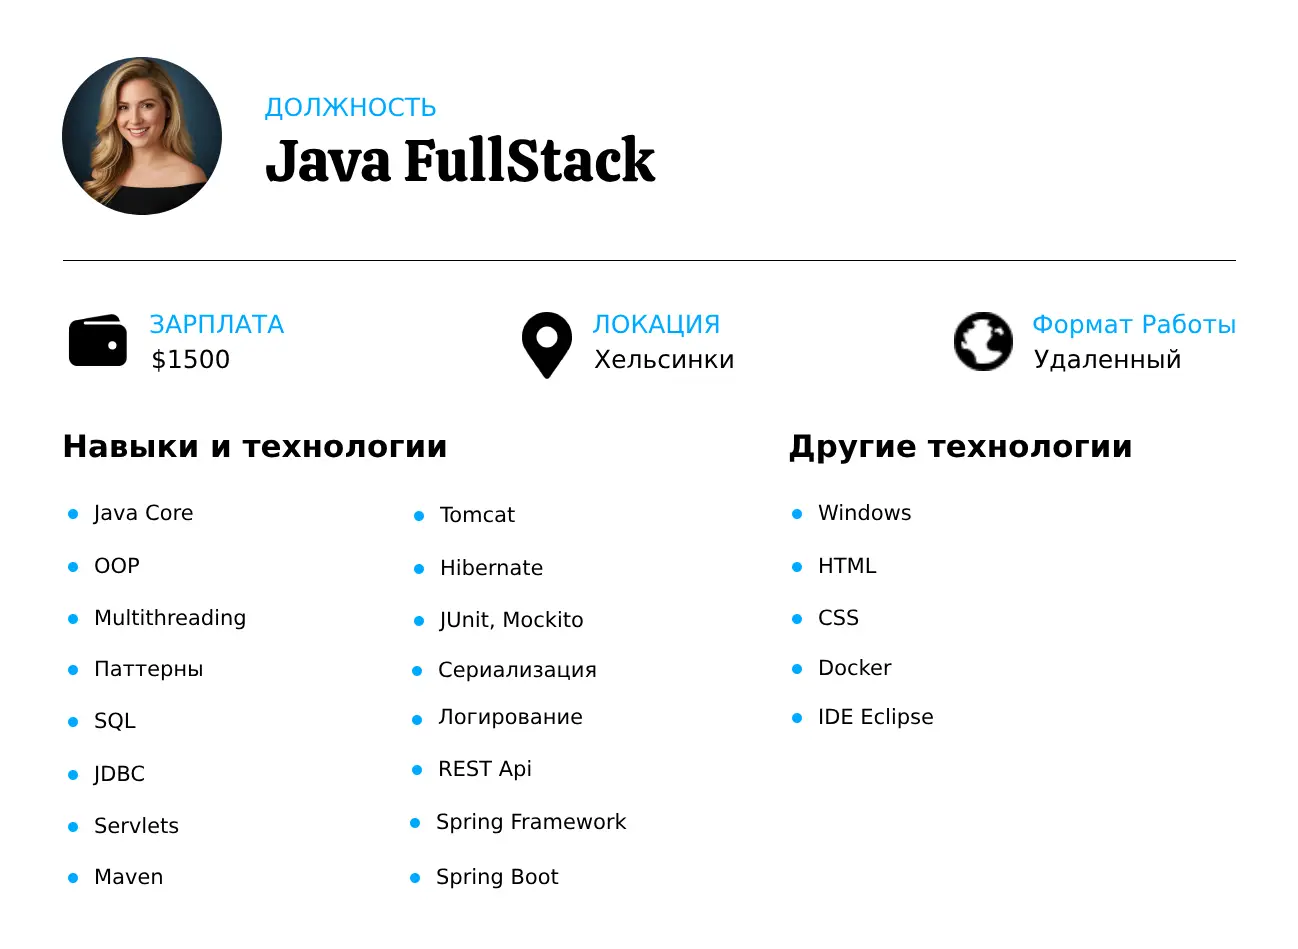 ДОЛЖНОСТЬ
Java FullStack
ЗАРПЛАТА
$1500
ЛОКАЦИЯ
Хельсинки
Формат Работы
Удаленный
Навыки и технологии
Java Core
OOP
Multithreading
Паттерны
SQL
JDBC
Servlets
Maven
Tomcat
Hibernate
JUnit, Mockito
Сериализация
Логирование
REST Api
Spring Framework
Spring Boot
Другие технологии
Windows
HTML
CSS
Docker
IDE Eclipse